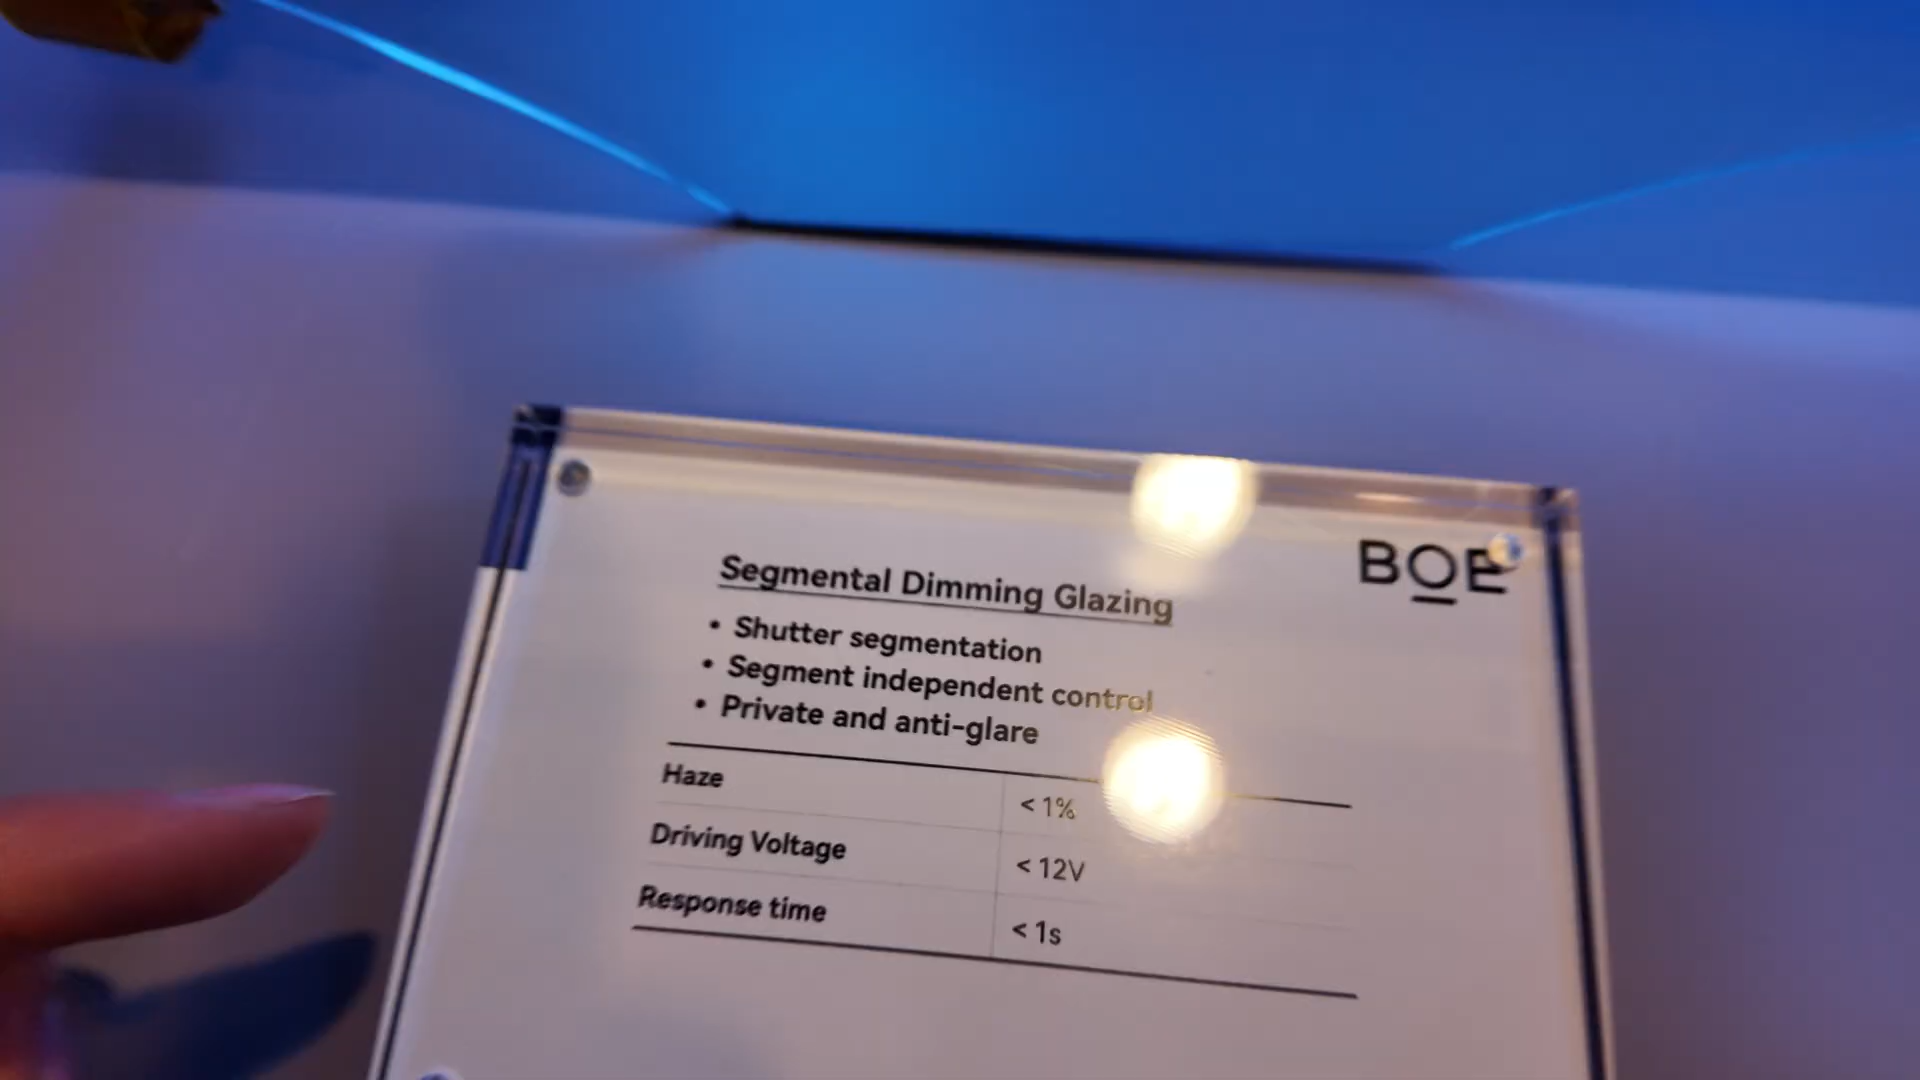 BOE
Segmental Dimming Glazing
• Shutter segmentation
• Segment independent control
• Private and anti-glare
Haze < 1%
Driving Voltage < 12V
Response time < 1s